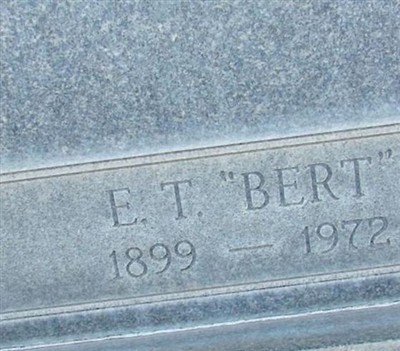 E. T. "BERT"
1899 — 1972